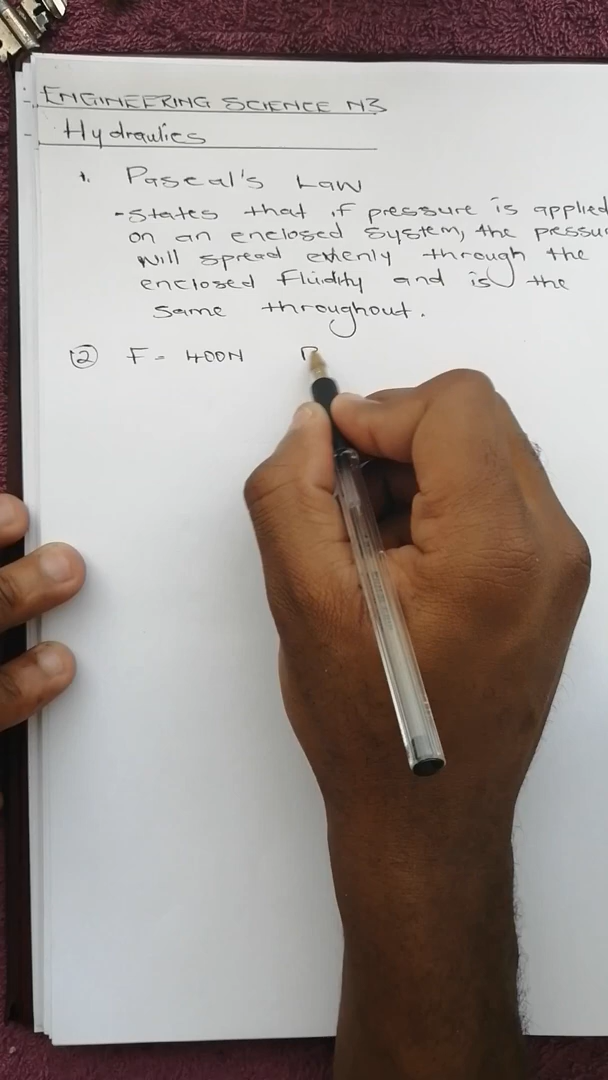 ENGINEERING SCIENCE N3
Hydraulics
1. Pascal's Law
- States that if pressure is applied
on an enclosed system, the pressu
will spread evenly through the
enclosed fluidity and is the
same throughout.
② F = 400N